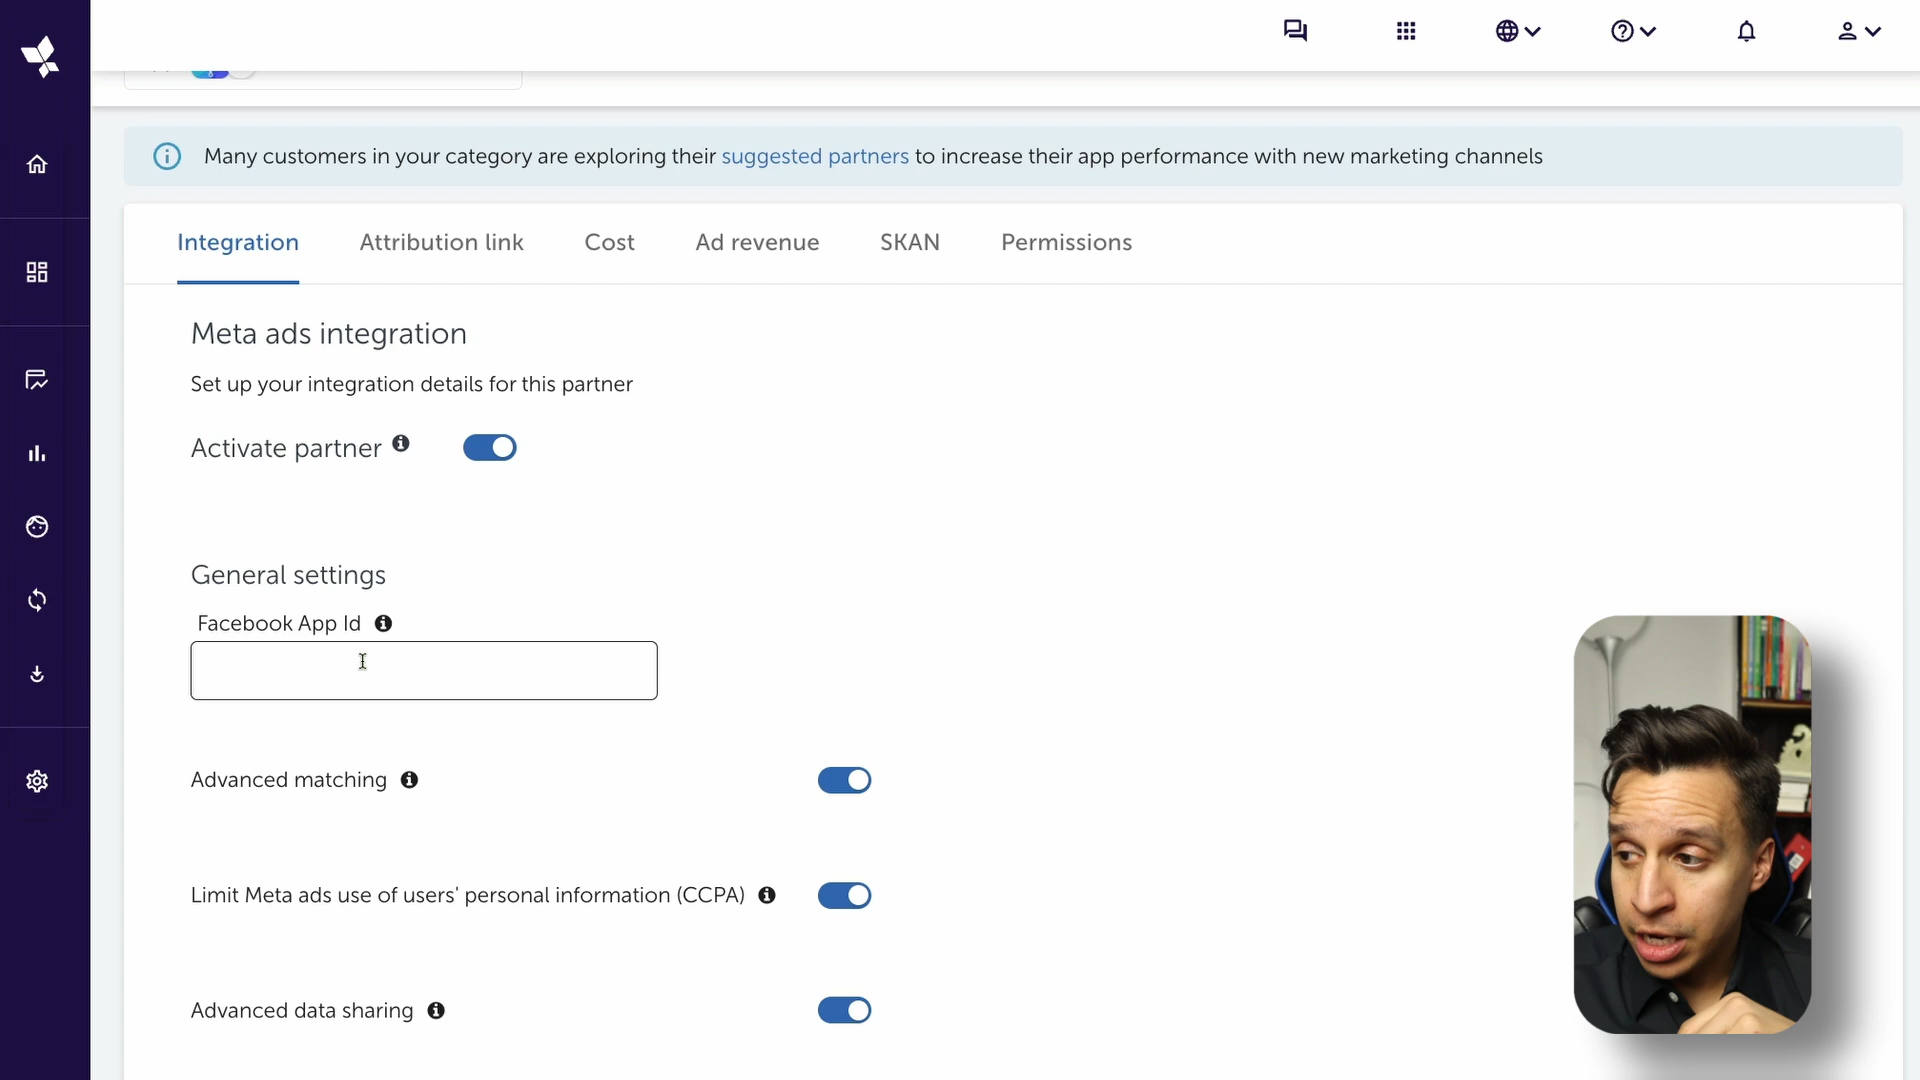 Many customers in your category are exploring their suggested partners to increase their app performance with new marketing channels
Integration
Attribution link
Cost
Ad revenue
SKAN
Permissions
Meta ads integration
Set up your integration details for this partner
Activate partner
General settings
Facebook App Id
Advanced matching
Limit Meta ads use of users' personal information (CCPA)
Advanced data sharing